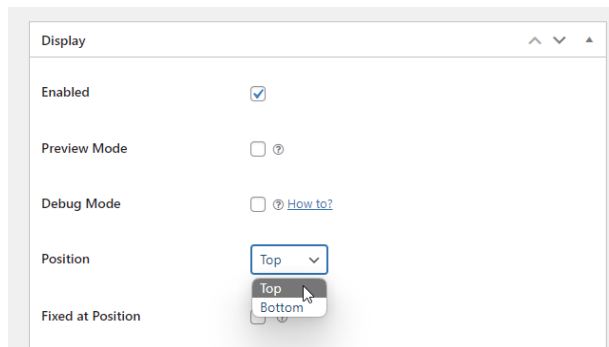 Display
Enabled
Preview Mode
Debug Mode How to?
Position Top
Top
Bottom
Fixed at Position